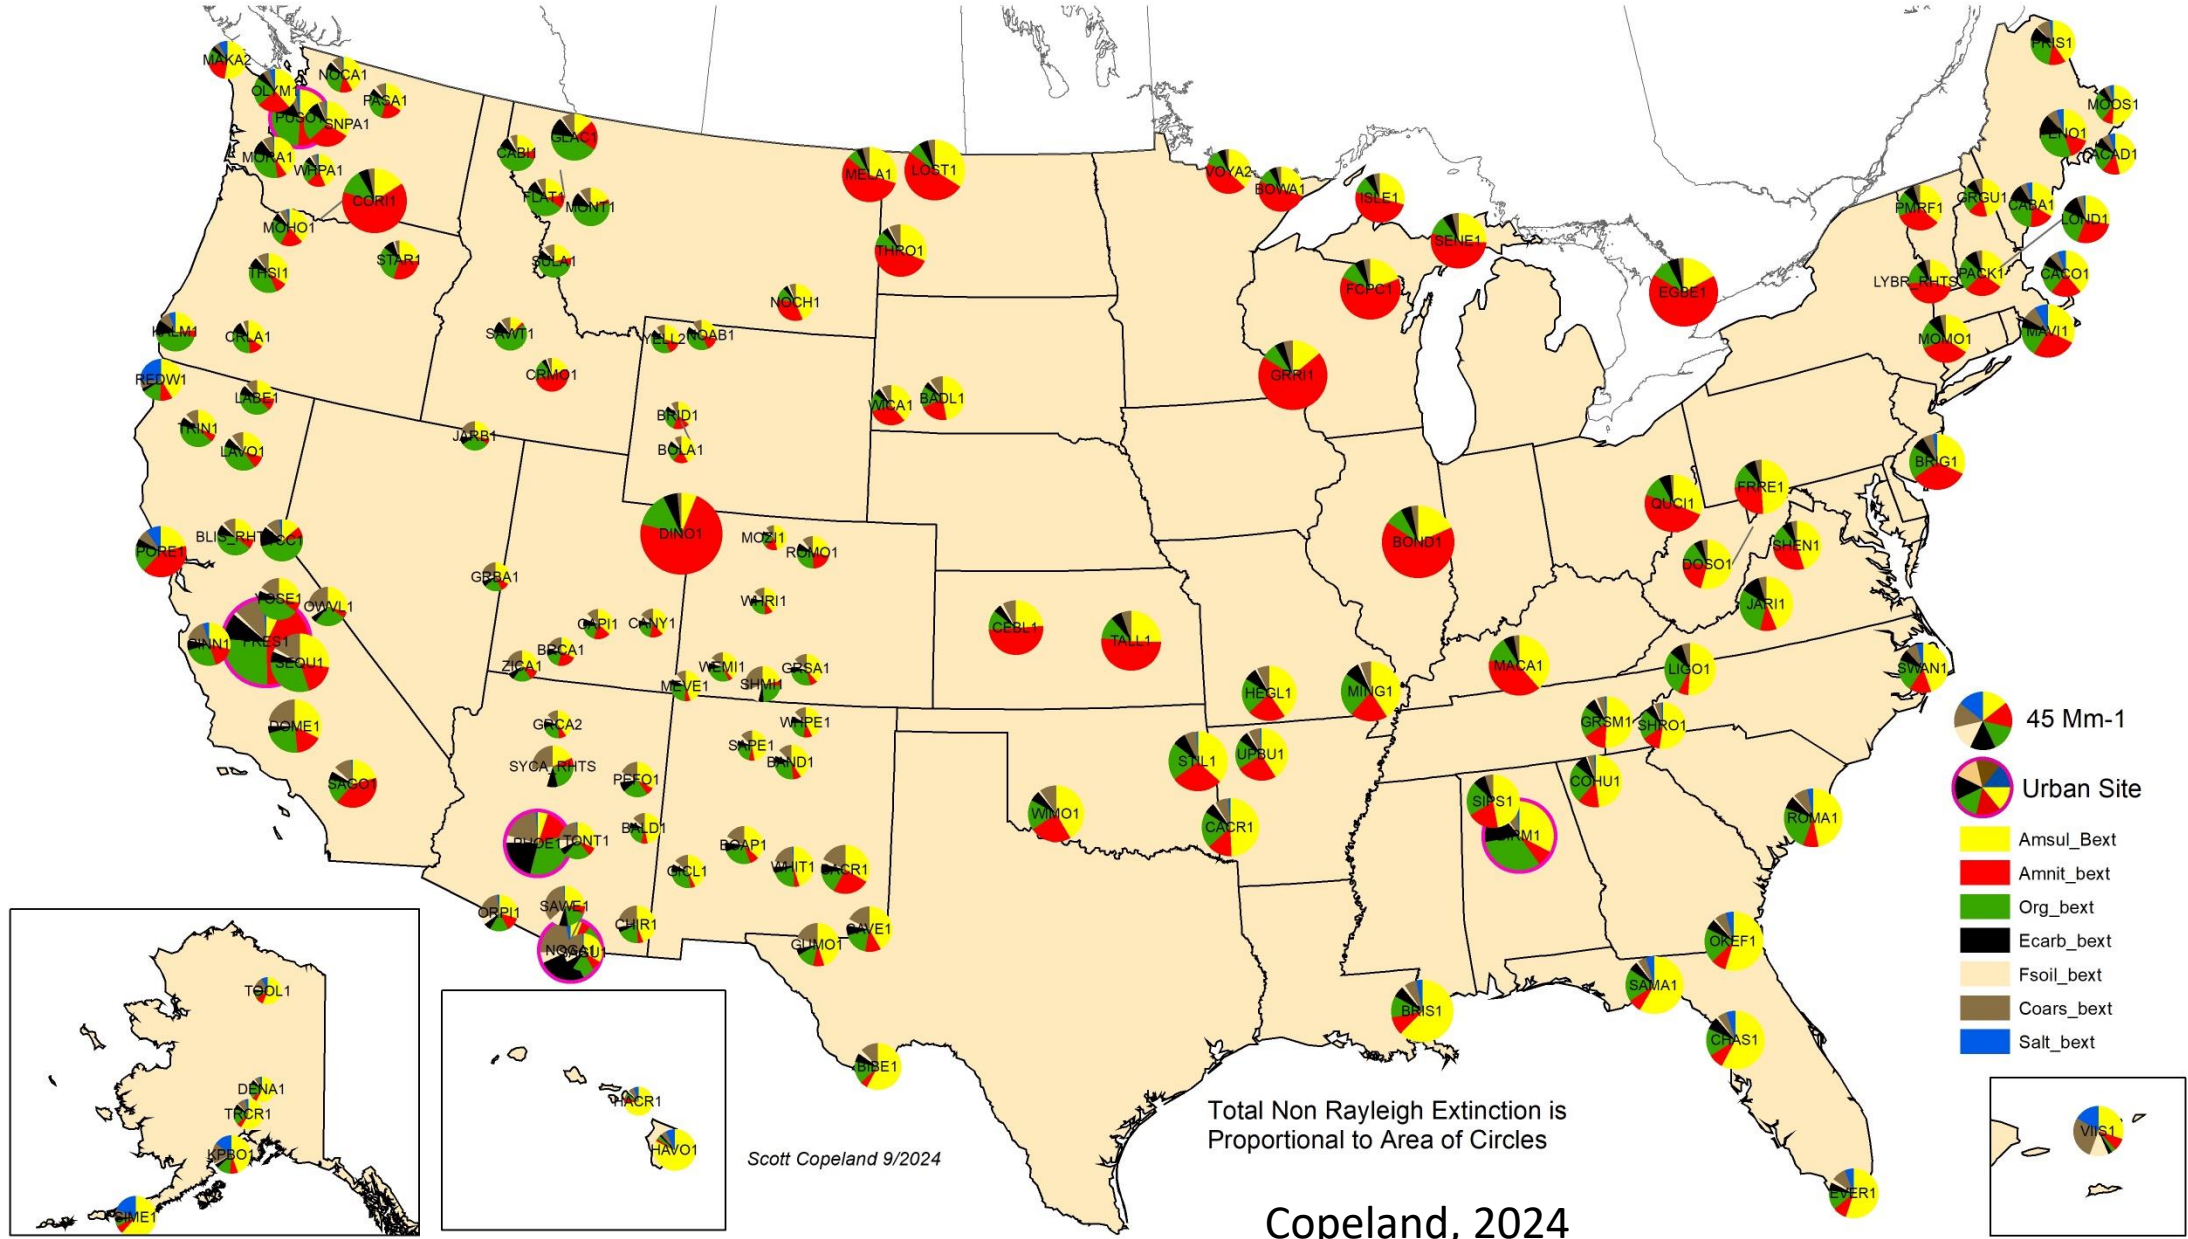 MAKA2
NOCA1
OLYM1
PASA1
PUSO1
SNPA1
MORA1
WHPA1
CORI1
MOHO1
STAR1
THSI1
KALM1
CRLA1
REDW1
LABE1
TRIN1
LAVO1
CABI1
GLAC1
FLAT1
MONT1
SULA1
SAWT1
CRMO1
JARB1
MELA1
LOST1
THRO1
NOCH1
YELL2
NOAB1
BRID1
BOLA1
WICA1
BADL1
VOYA2
BOWA1
ISLE1
SENE1
FCPC1
EGBE1
GRRI1
PRIS1
MOOS1
PENO1
ACAD1
PMRF1
GRGU1
CABA1
LOND1
LYBR_RHTS
PACK1
CACO1
MOMO1
MAVI1
BRIG1
PORE1
BLIS_RHT
YOSE1
OWVL1
PINN1
FRES1
SEQU1
DOME1
SAGO1
GRBA1
DINO1
MOZI1
ROMO1
WHRI1
CAPI1
CANY1
BRCA1
ZICA1
MEVE1
WEMI1
SHMI1
GRSA1
CEBL1
TALL1
BOND1
QUCI1
FRRE1
DOSO1
SHEN1
JARI1
HEGL1
MING1
MACA1
LIGO1
SWAN1
GRCA2
SYCA_RHTS
PEFO1
SAPE1
WHPE1
BAND1
PHOE1
TONT1
BALD1
BOAP1
GICL1
WHIT1
SACR1
ORPI1
SAWE1
CHIR1
NOGA1
GUMO1
CAVE1
WIMO1
STIL1
UPBU1
CACR1
GRSM1
SHRO1
COHU1
SIPS1
BIRM1
ROMA1
OKEF1
SAMA1
BRIS1
CHAS1
EVER1
BIBE1
TOOL1
DENA1
TRCR1
KPBO1
SIME1
HACR1
HAVO1
VIIS1
45 Mm-1
Urban Site
Amsul_Bext
Amnit_bext
Org_bext
Ecarb_bext
Fsoil_bext
Coars_bext
Salt_bext
Total Non Rayleigh Extinction is
Proportional to Area of Circles
Scott Copeland 9/2024
Copeland, 2024